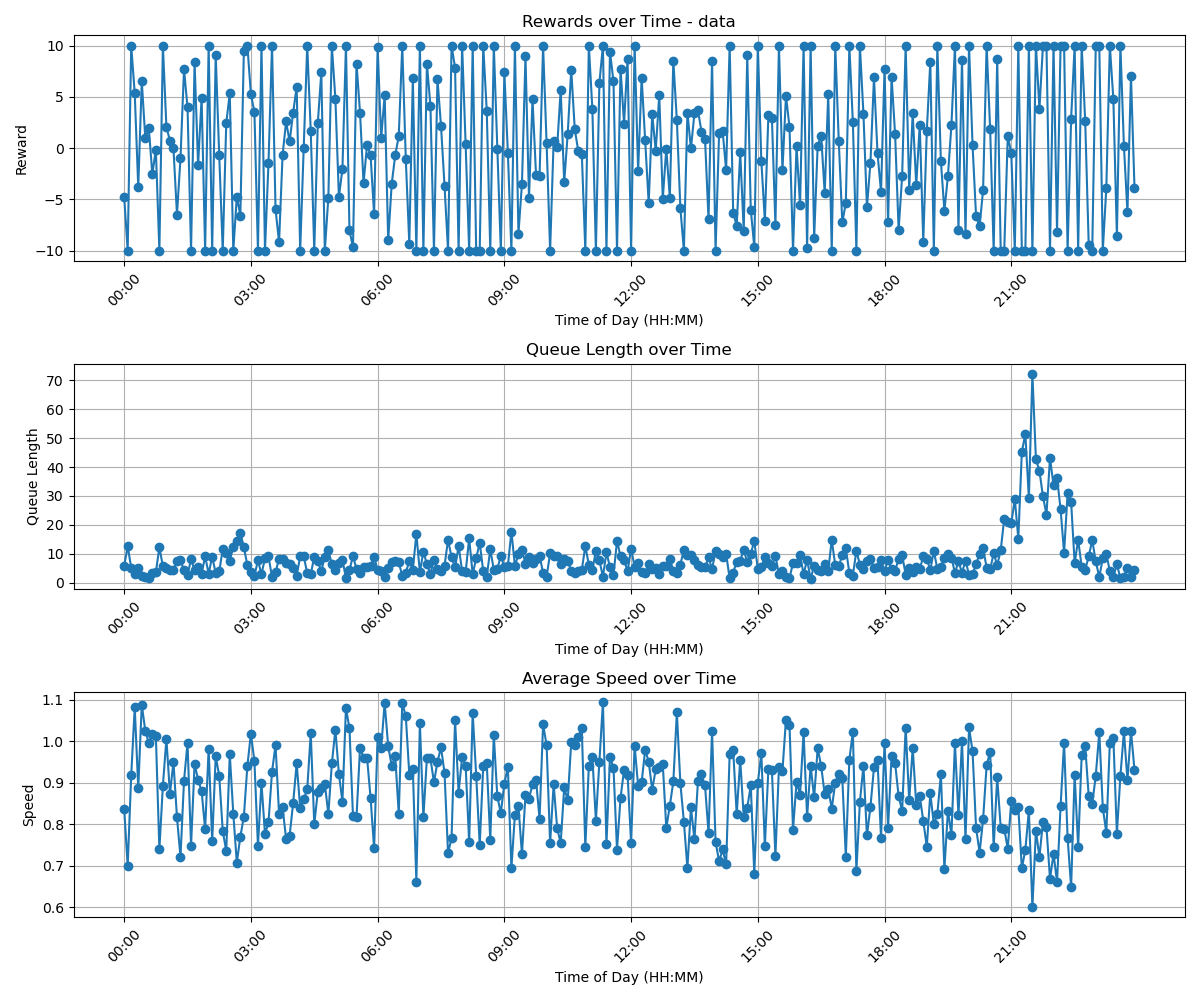 Rewards over Time - data
10
5
0
−5
−10
Reward
00:00 03:00 06:00 09:00 12:00 15:00 18:00 21:00
Time of Day (HH:MM)
Queue Length over Time
70
60
50
40
30
20
10
0
Queue Length
00:00 03:00 06:00 09:00 12:00 15:00 18:00 21:00
Time of Day (HH:MM)
Average Speed over Time
1.1
1.0
0.9
0.8
0.7
0.6
Speed
00:00 03:00 06:00 09:00 12:00 15:00 18:00 21:00
Time of Day (HH:MM)